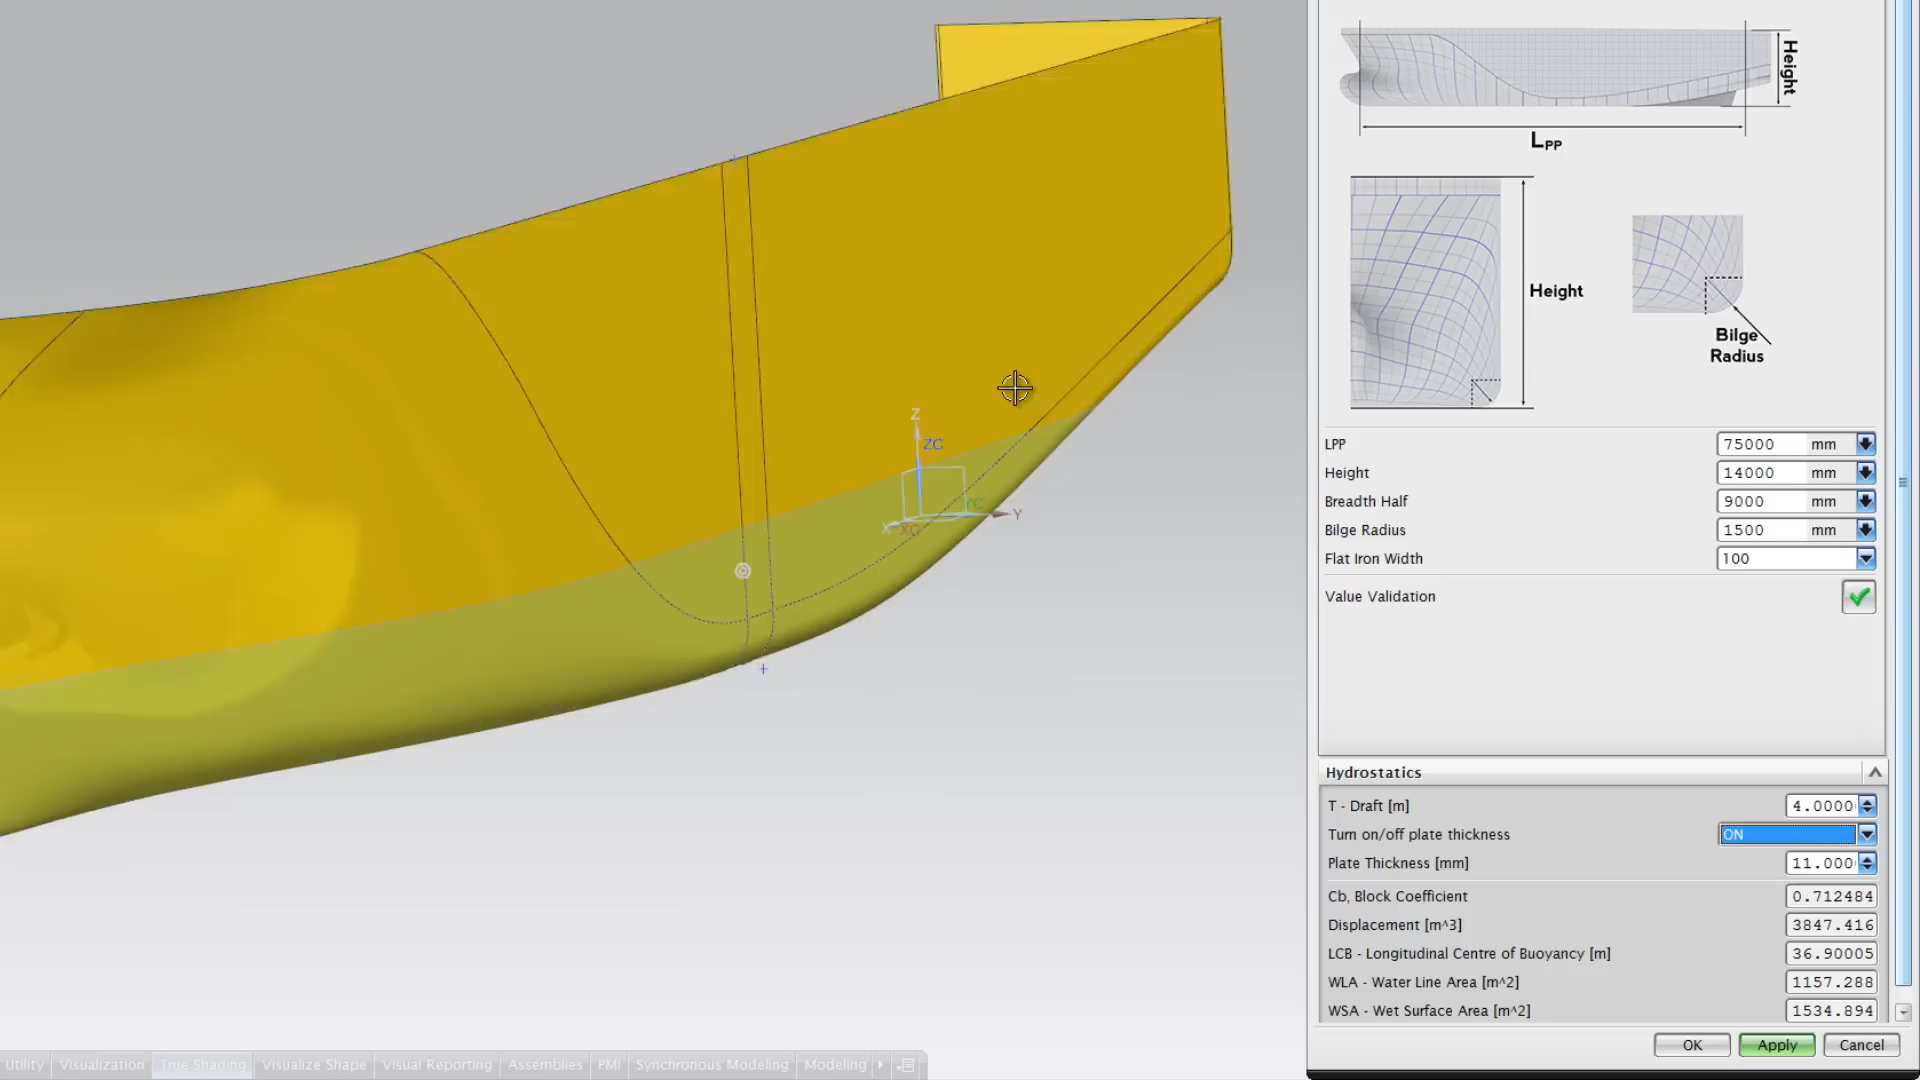 Height
LPP
Height
Bilge
Radius
LPP 75000 mm
Height 14000 mm
Breadth Half 9000 mm
Bilge Radius 1500 mm
Flat Iron Width 100
Value Validation
Z
ZC
YC
Y
X
XC
Hydrostatics
T - Draft [m] 4.0000
Turn on/off plate thickness ON
Plate Thickness [mm] 11.000
Cb, Block Coefficient 0.712484
Displacement [m^3] 3847.416
LCB - Longitudinal Centre of Buoyancy [m] 36.90005
WLA - Water Line Area [m^2] 1157.288
WSA - Wet Surface Area [m^2] 1534.894
OK Apply Cancel
Utility Visualization True Shading Visualize Shape Visual Reporting Assemblies PMI Synchronous Modeling Modeling